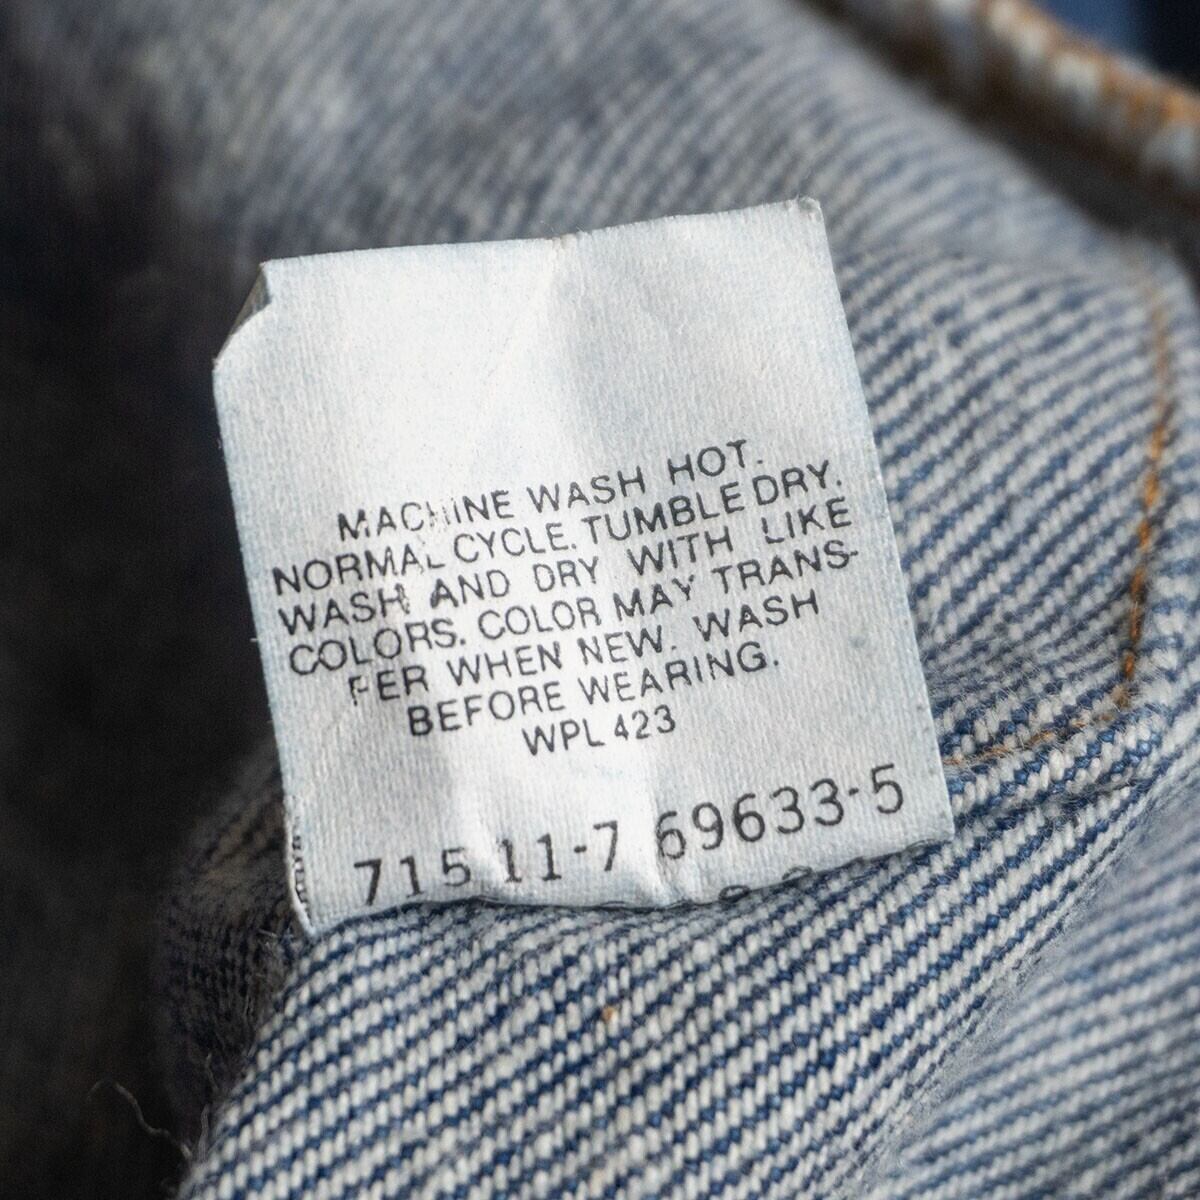 MACHINE WASH HOT.
NORMAL CYCLE. TUMBLE DRY.
WASH AND DRY WITH LIKE
COLORS. COLOR MAY TRANS-
FER WHEN NEW. WASH
BEFORE WEARING.
WPL 423
715 11-7 69633-5